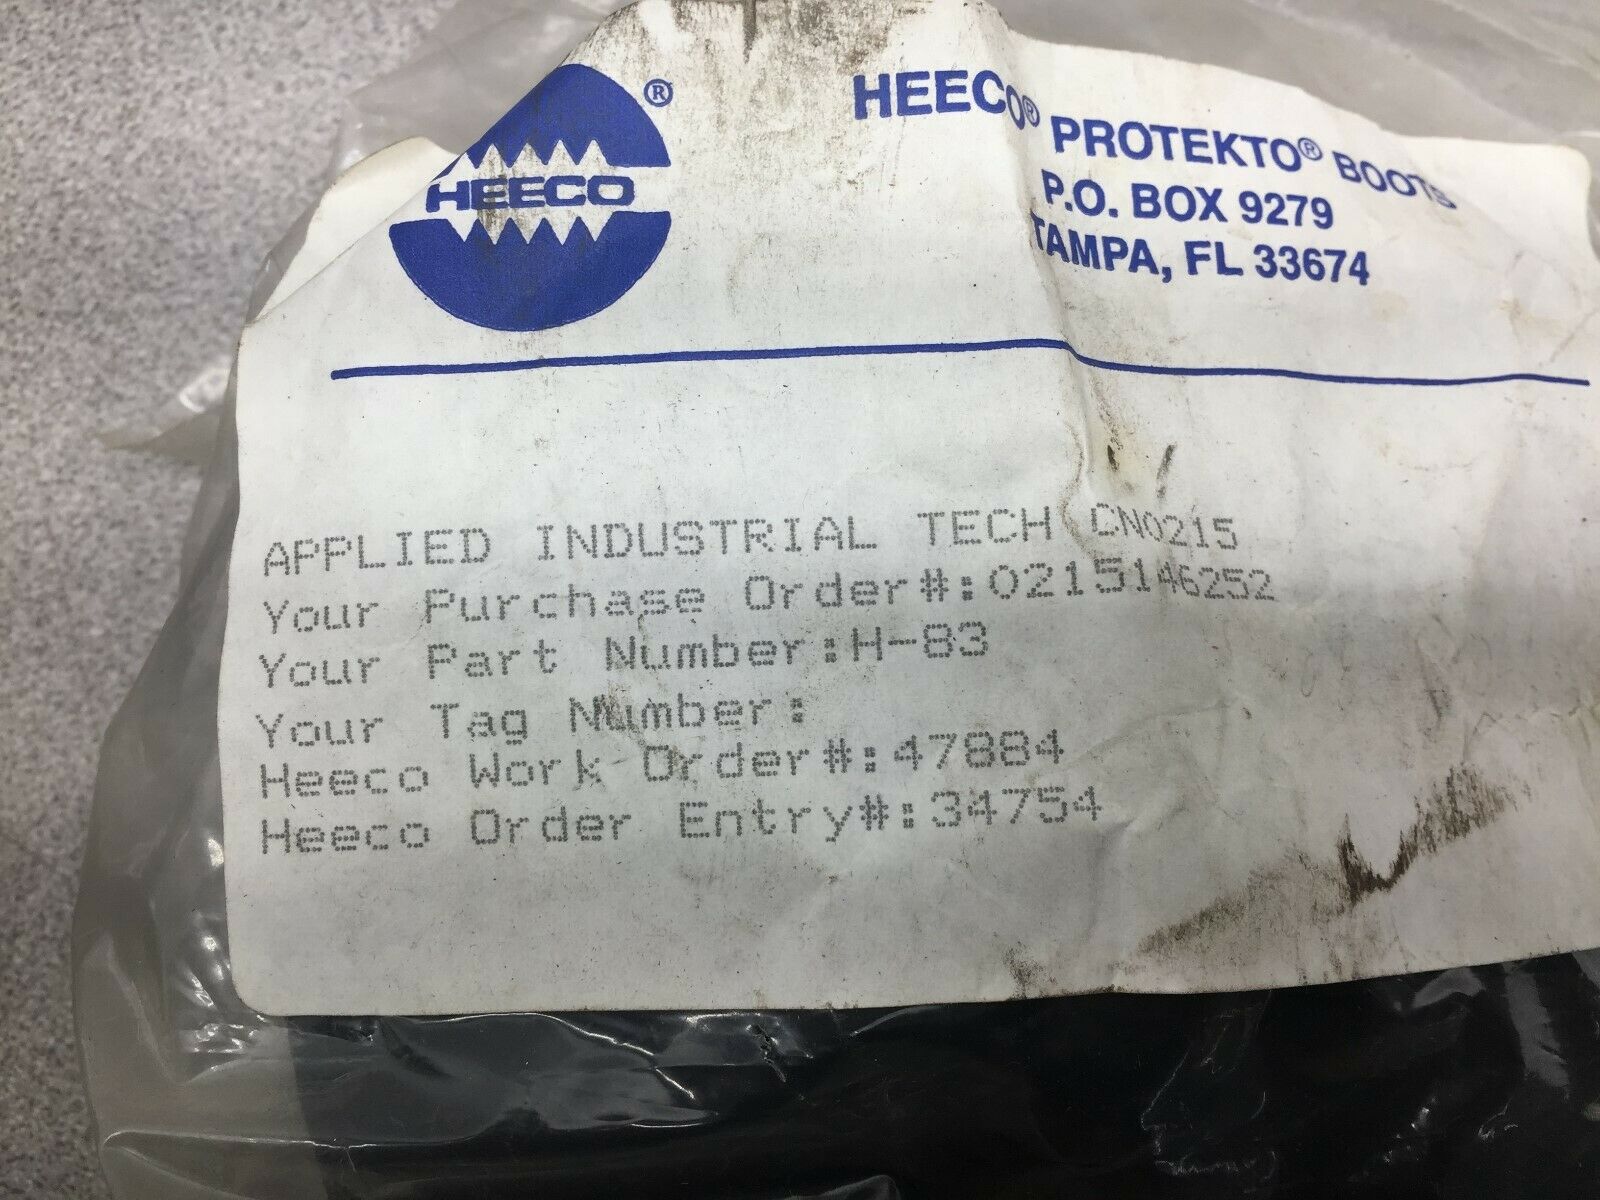 HEECO ®
HEECO® PROTEKTO® BOOTS
P.O. BOX 9279
TAMPA, FL 33674
APPLIED INDUSTRIAL TECH CN0215
Your Purchase Order#:0215146252
Your Part Number:H-83
Your Tag Number:
Heeco Work Order#:47884
Heeco Order Entry#:34754